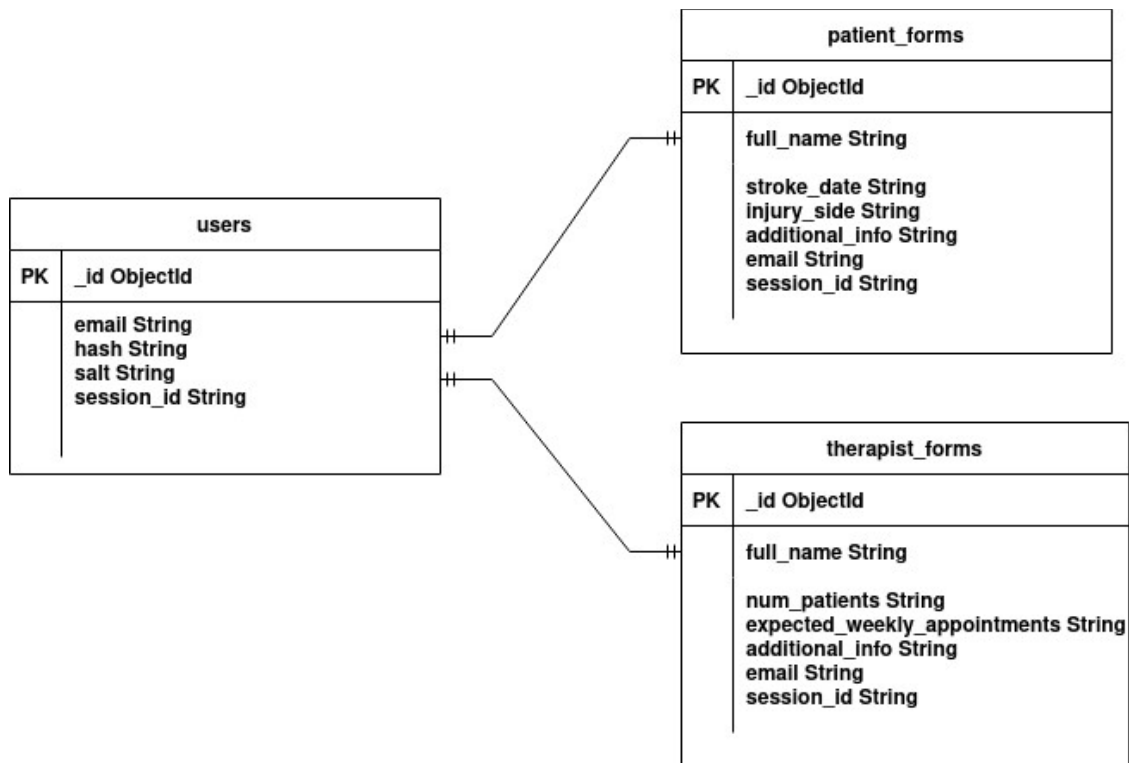 users
PK _id ObjectId
email String
hash String
salt String
session_id String
patient_forms
PK _id ObjectId
full_name String
stroke_date String
injury_side String
additional_info String
email String
session_id String
therapist_forms
PK _id ObjectId
full_name String
num_patients String
expected_weekly_appointments String
additional_info String
email String
session_id String